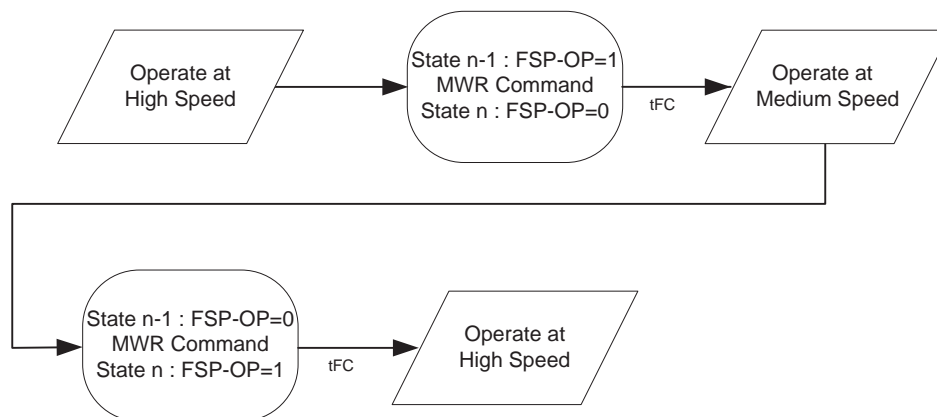 Operate at
High Speed
State n-1 : FSP-OP=1
MWR Command
State n : FSP-OP=0
tFC
Operate at
Medium Speed
State n-1 : FSP-OP=0
MWR Command
State n : FSP-OP=1
tFC
Operate at
High Speed